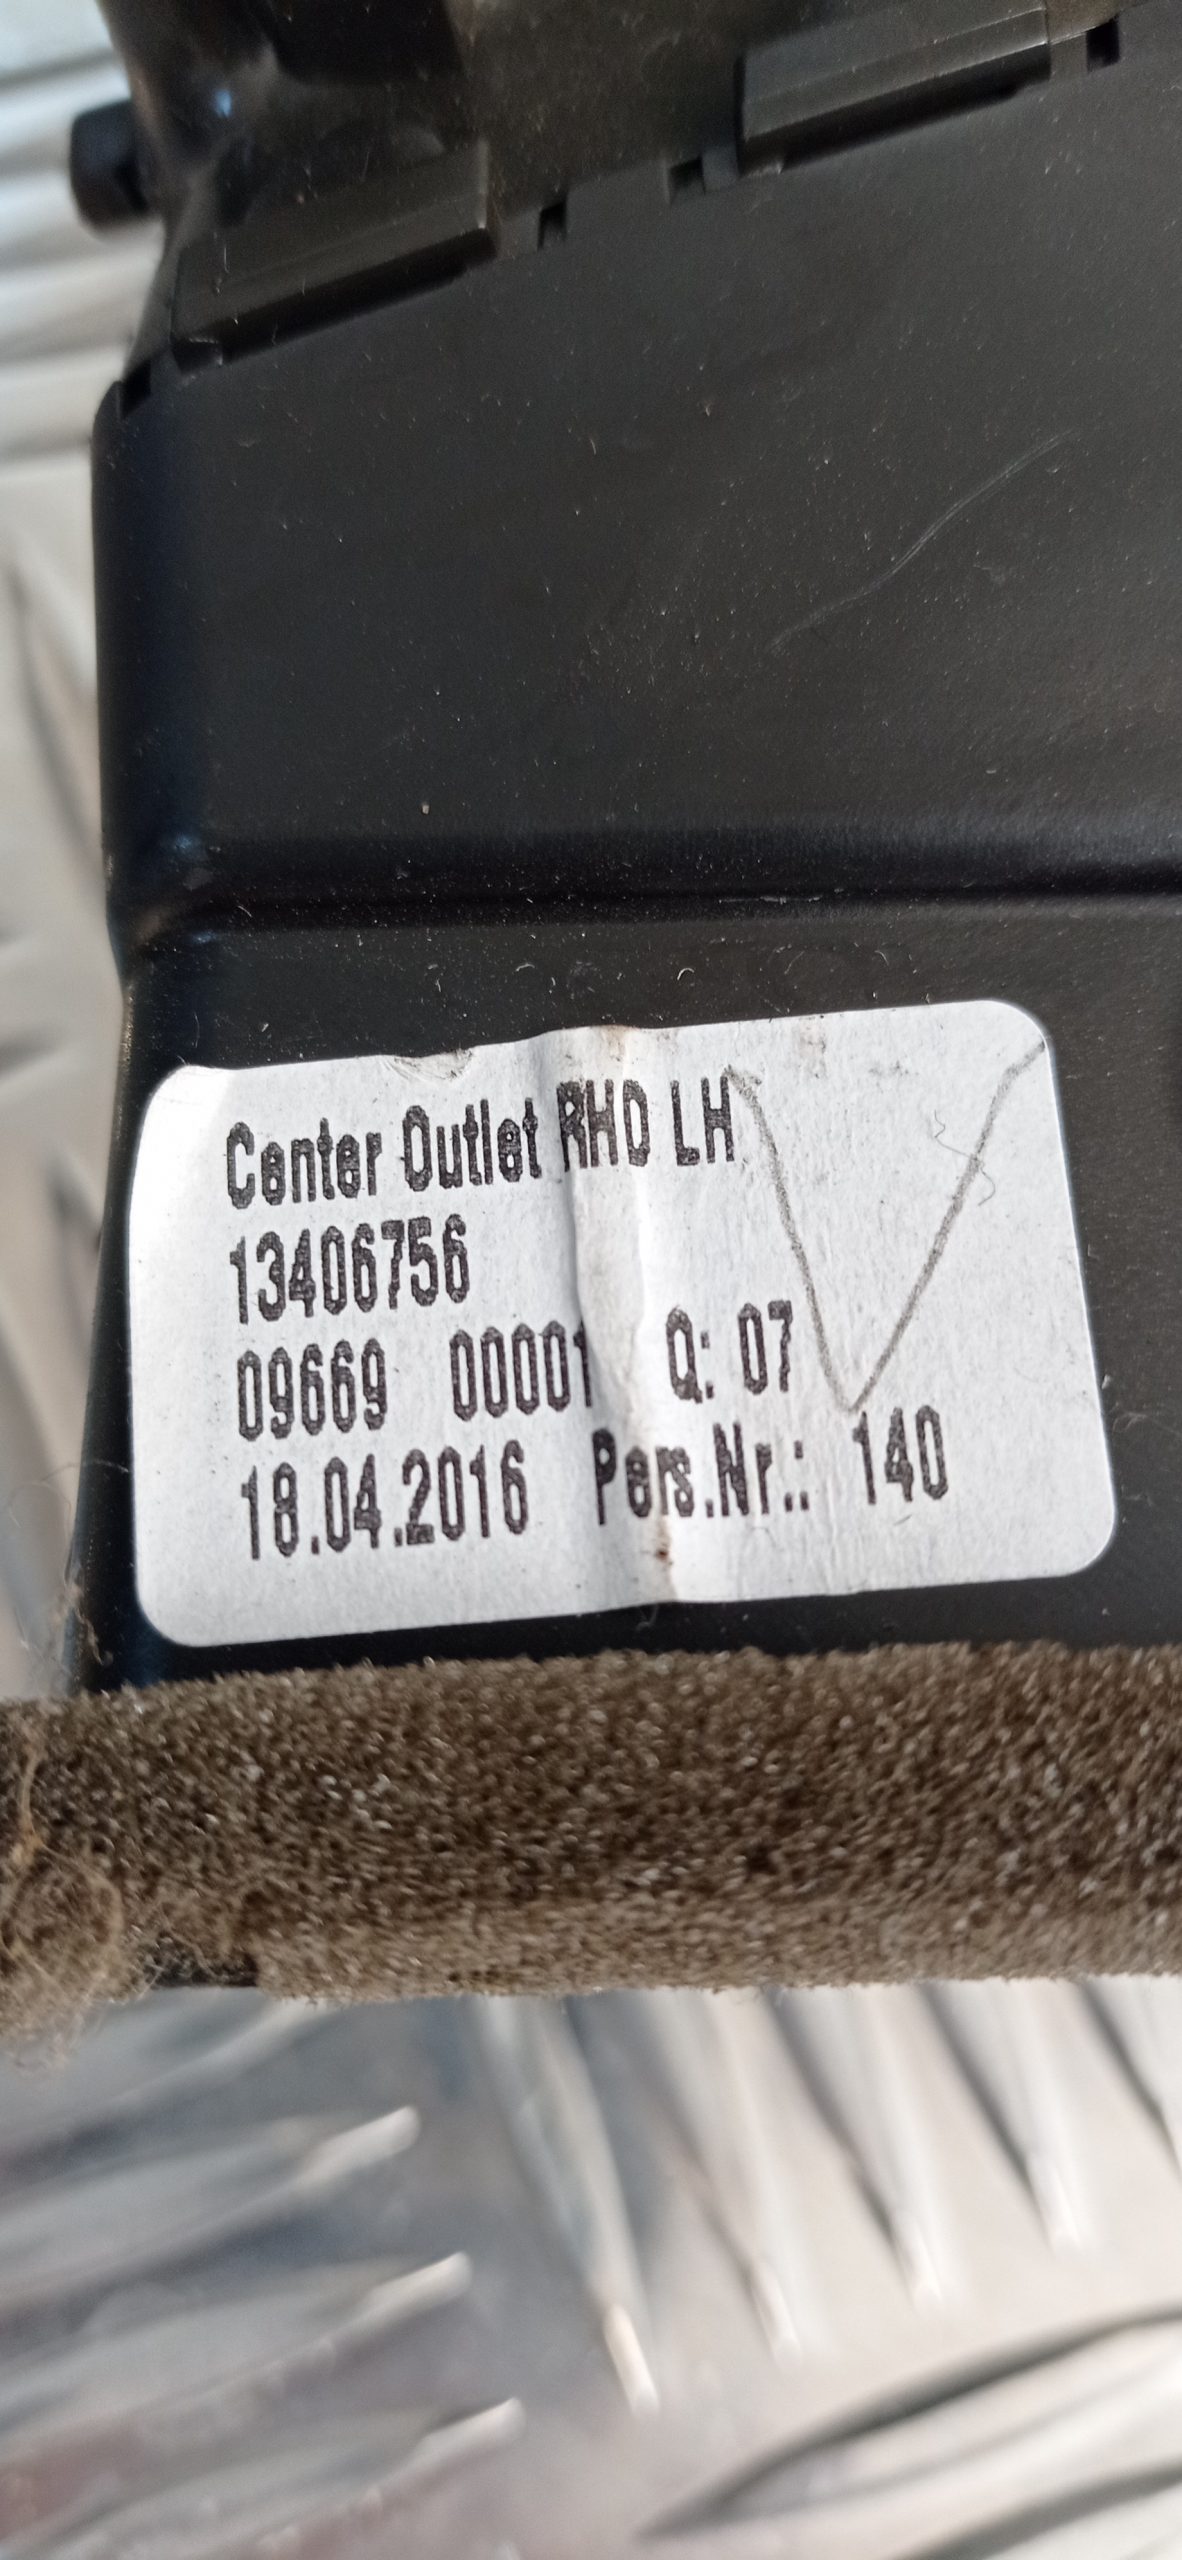 Center Outlet RHD LH
13406756
09669 00001 Q: 07
18.04.2016 Pers.Nr.: 140